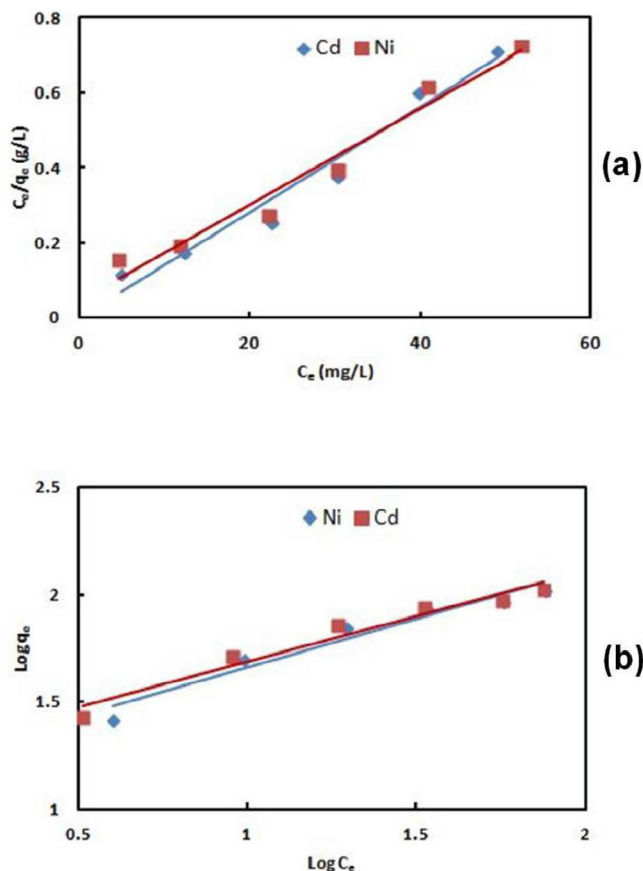 0.8
Cd Ni
0.6
Cₑ/qₑ (g/L)
0.4
(a)
0.2
0
0 20 40 60
Cₑ (mg/L)
2.5
Ni Cd
2
Log qₑ
(b)
1.5
1
0.5 1 1.5 2
Log Cₑ